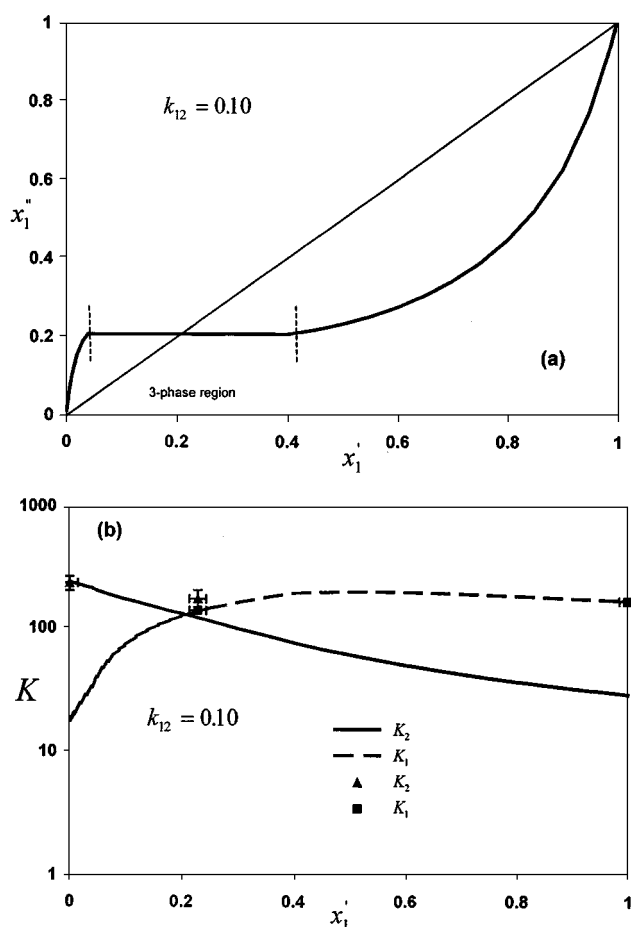 1
0.8
0.6
0.4
0.2
0
x₁"
k₁₂ = 0.10
3-phase region
(a)
0 0.2 0.4 0.6 0.8 1
x₁'
1000
100
10
1
K
(b)
k₁₂ = 0.10
K₂
K₁
K₂
K₁
0 0.2 0.4 0.6 0.8 1
x₁'